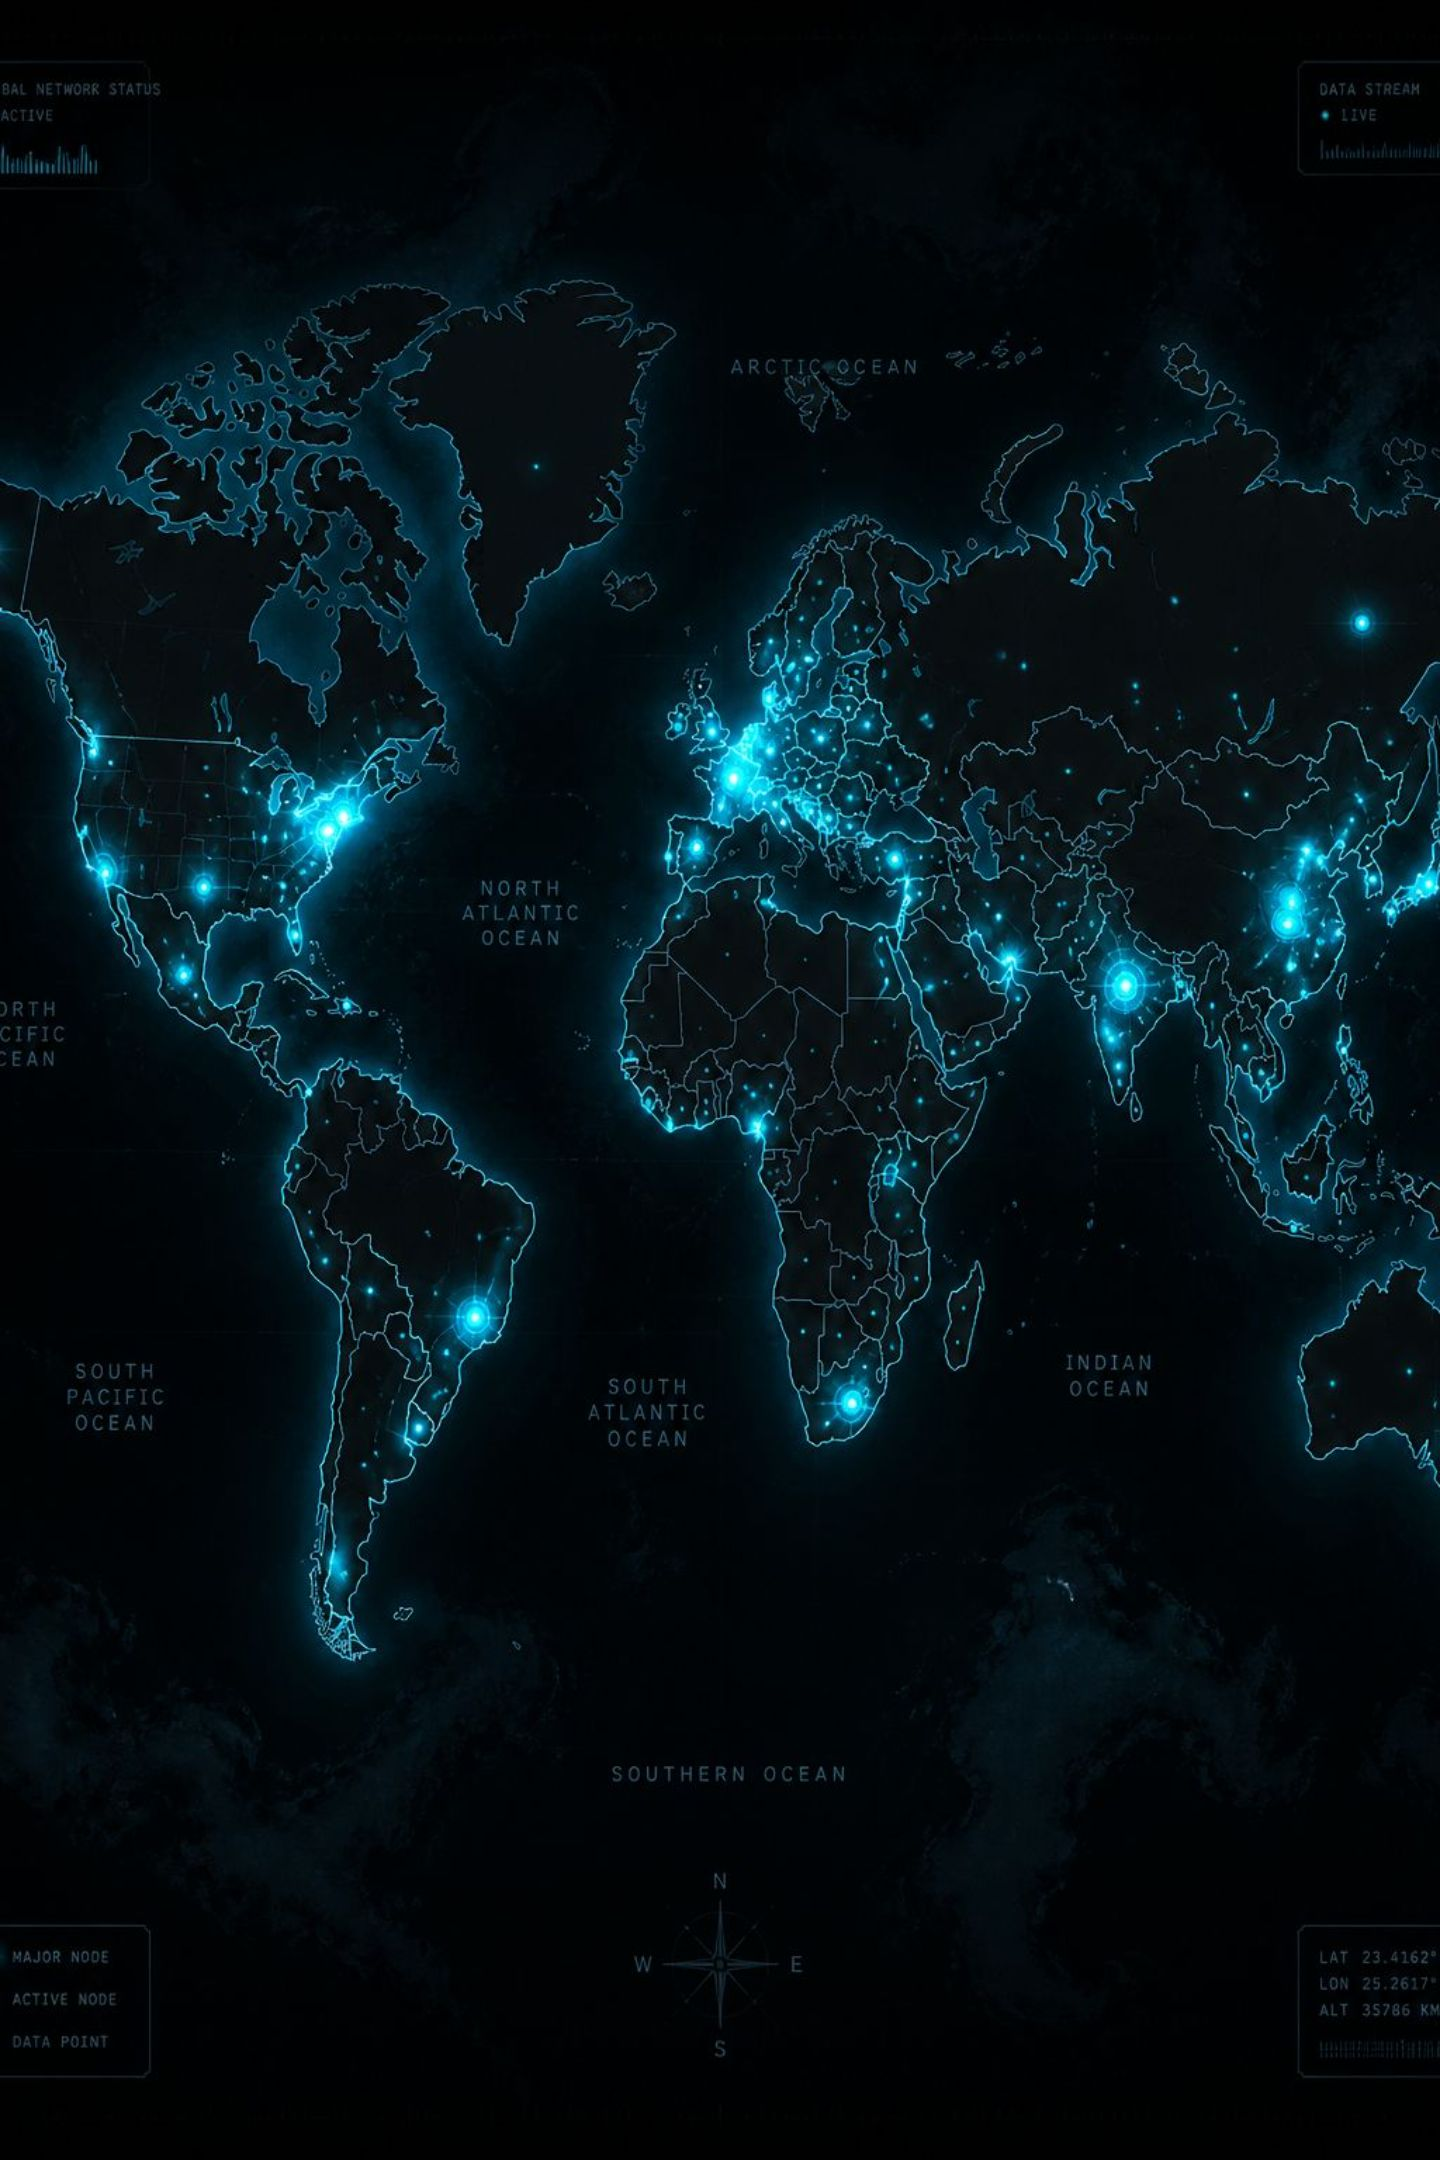 BAL NETWORK STATUS
ACTIVE
DATA STREAM
LIVE
ARCTIC OCEAN
NORTH
ATLANTIC
OCEAN
ORTH
CIFIC
CEAN
SOUTH
PACIFIC
OCEAN
SOUTH
ATLANTIC
OCEAN
INDIAN
OCEAN
SOUTHERN OCEAN
N
W E
S
MAJOR NODE
ACTIVE NODE
DATA POINT
LAT 23.4162°
LON 25.2617°
ALT 35786 KM